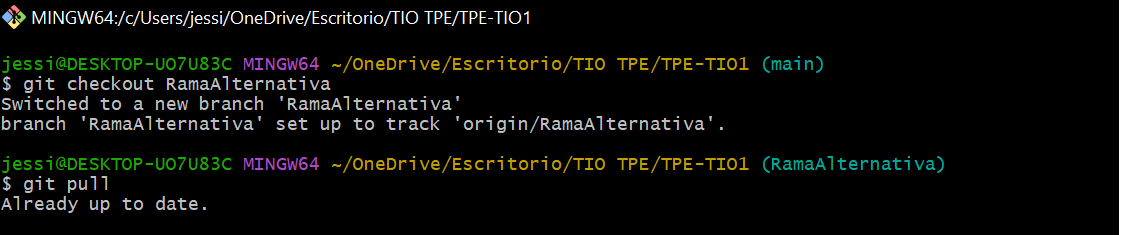 MINGW64:/c/Users/jessi/OneDrive/Escritorio/TIO TPE/TPE-TIO1
jessi@DESKTOP-UO7U83C MINGW64 ~/OneDrive/Escritorio/TIO TPE/TPE-TIO1 (main)
$ git checkout RamaAlternativa
Switched to a new branch 'RamaAlternativa'
branch 'RamaAlternativa' set up to track 'origin/RamaAlternativa'.
jessi@DESKTOP-UO7U83C MINGW64 ~/OneDrive/Escritorio/TIO TPE/TPE-TIO1 (RamaAlternativa)
$ git pull
Already up to date.